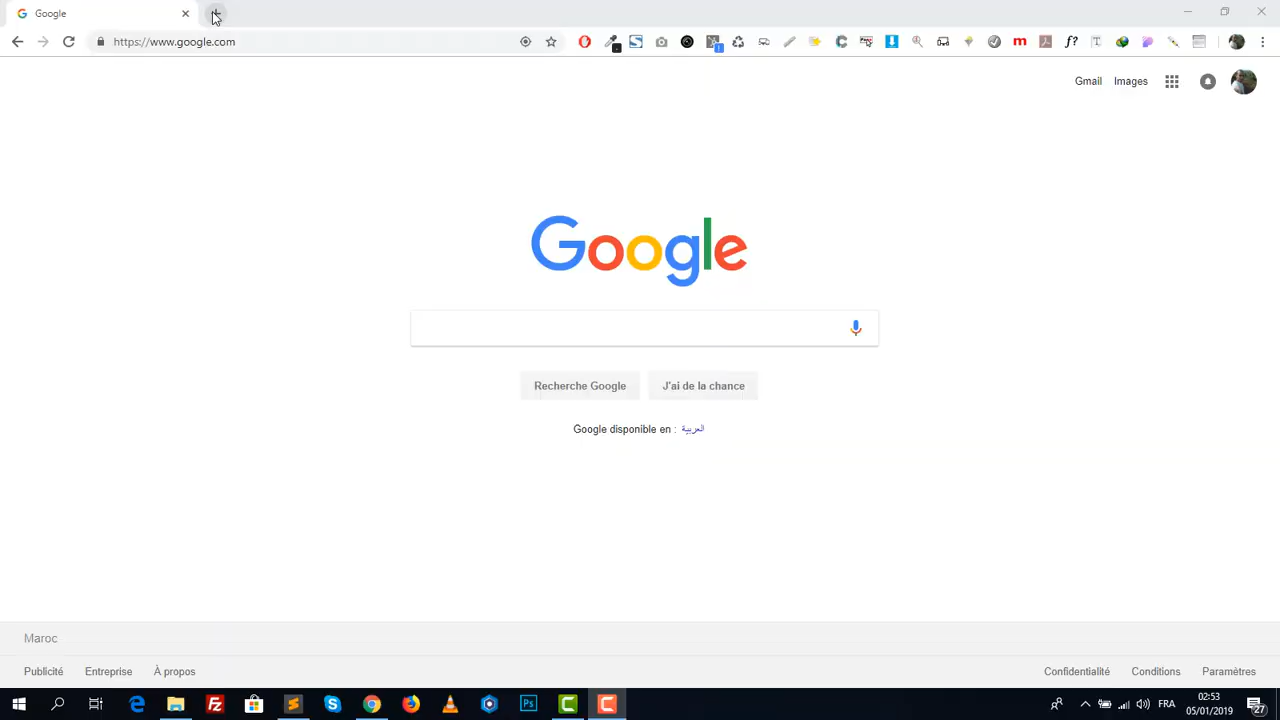 Google
https://www.google.com
Gmail Images
Google
Recherche Google J'ai de la chance
Google disponible en : العربية
Maroc
Publicité Entreprise À propos
Confidentialité Conditions Paramètres
FRA
02:53
05/01/2019
27